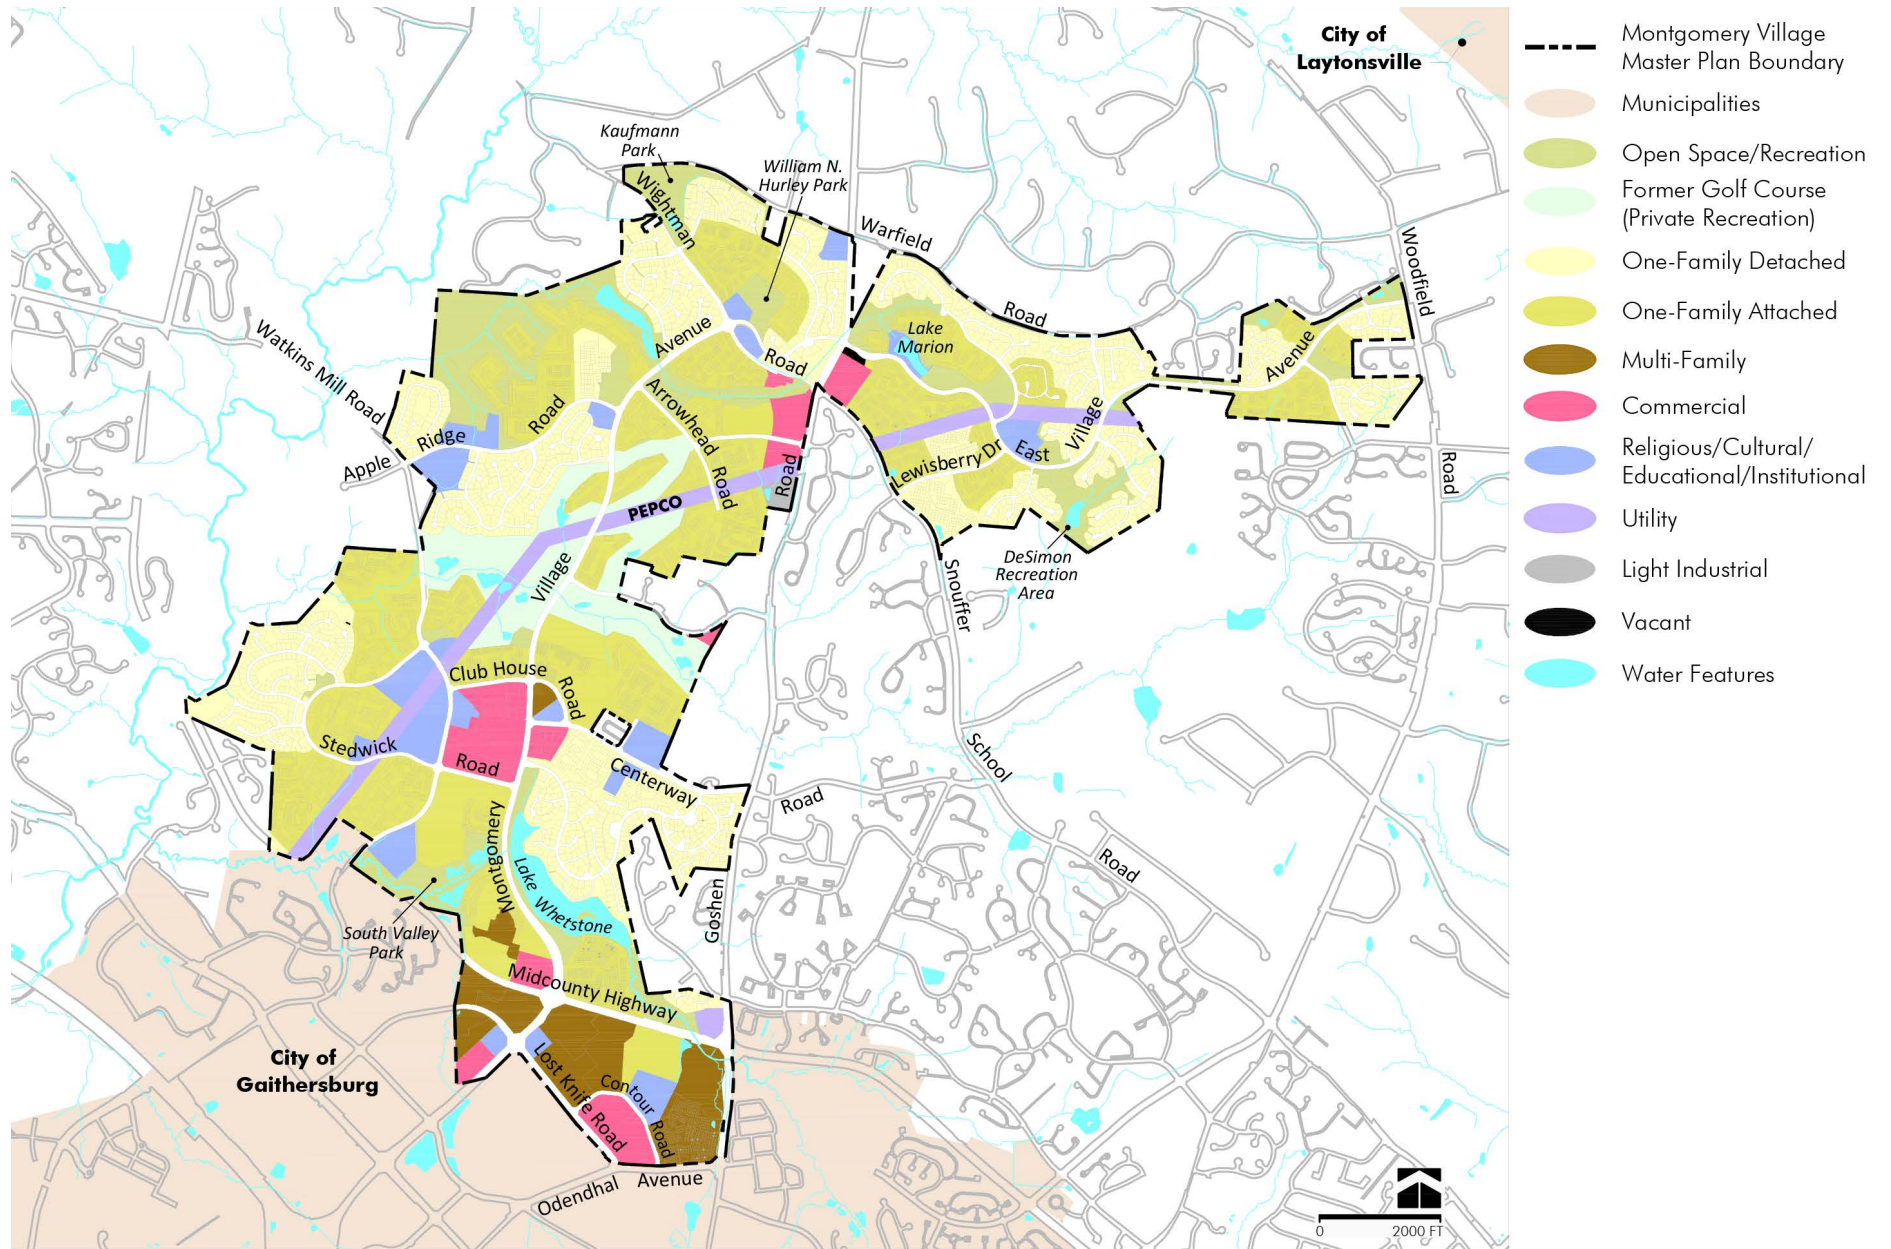 City of
Laytonsville
Montgomery Village
Master Plan Boundary
Municipalities
Open Space/Recreation
Former Golf Course
(Private Recreation)
One-Family Detached
One-Family Attached
Multi-Family
Commercial
Religious/Cultural/
Educational/Institutional
Utility
Light Industrial
Vacant
Water Features
Kaufmann
Park
William N.
Hurley Park
Wightman
Road
Warfield
Road
Woodfield
Road
Lake
Marion
Avenue
Village
East
Lewisberry Dr
DeSimon
Recreation
Area
Snouffer
School
Road
Watkins Mill Road
Apple
Ridge
Road
Avenue
Arrowhead
Road
Road
PEPCO
Village
Club House
Road
Stedwick
Road
Centerway
Road
Montgomery
Lake
Whetstone
Goshen
South Valley
Park
Midcounty Highway
City of
Gaithersburg
Lost Knife Road
Contour
Road
Odendhal
Avenue
0
2000 FT